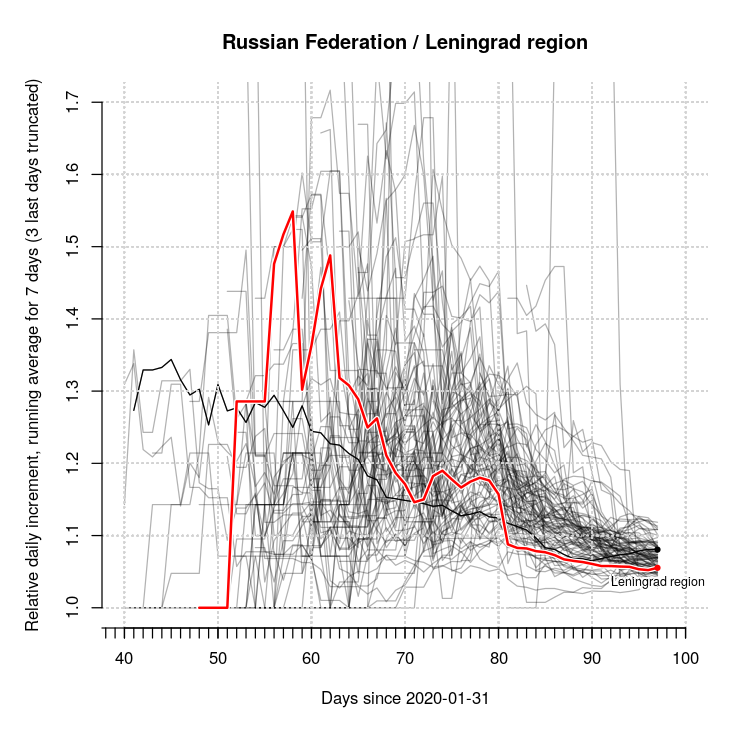 Russian Federation / Leningrad region
Relative daily increment, running average for 7 days (3 last days truncated)
1.7
1.6
1.5
1.4
1.3
1.2
1.1
1.0
Leningrad region
40 50 60 70 80 90 100
Days since 2020-01-31